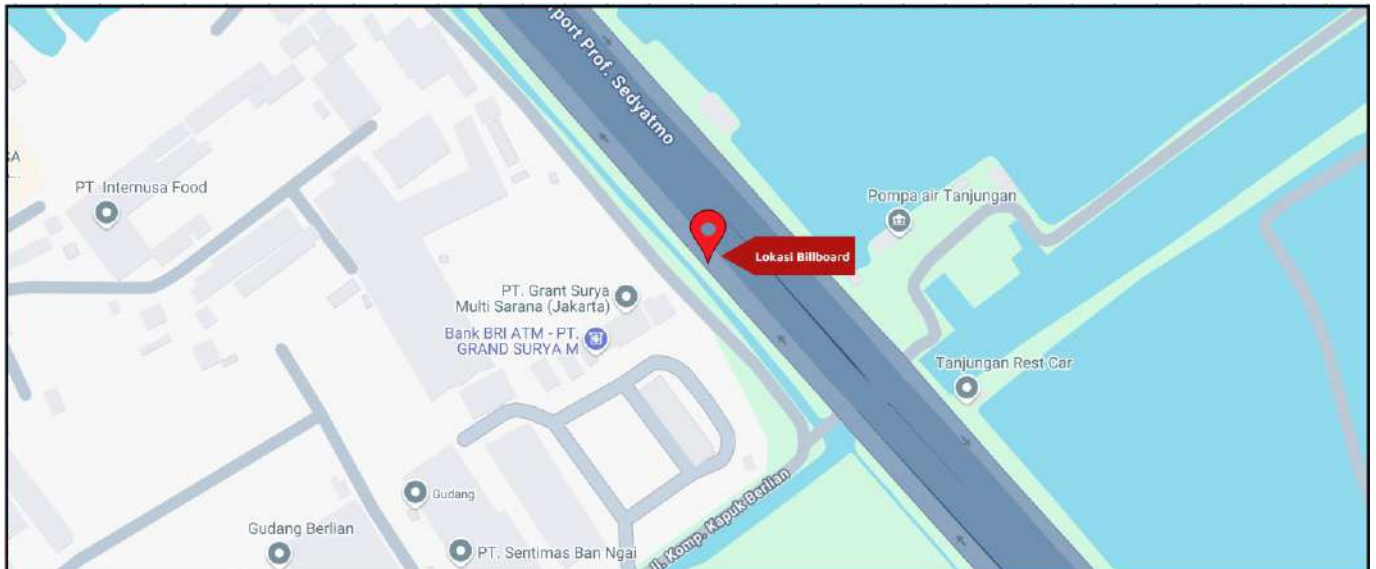 port Prof. Sedyatmo
PT. Internusa Food
Pompa air Tanjungan
Lokasi Billboard
PT. Grant Surya
Multi Sarana (Jakarta)
Bank BRI ATM - PT.
GRAND SURYA M
Tanjungan Rest Car
Gudang
Jl. Komp. Kapuk Berlian
Gudang Berlian
PT. Sentimas Ban Ngai